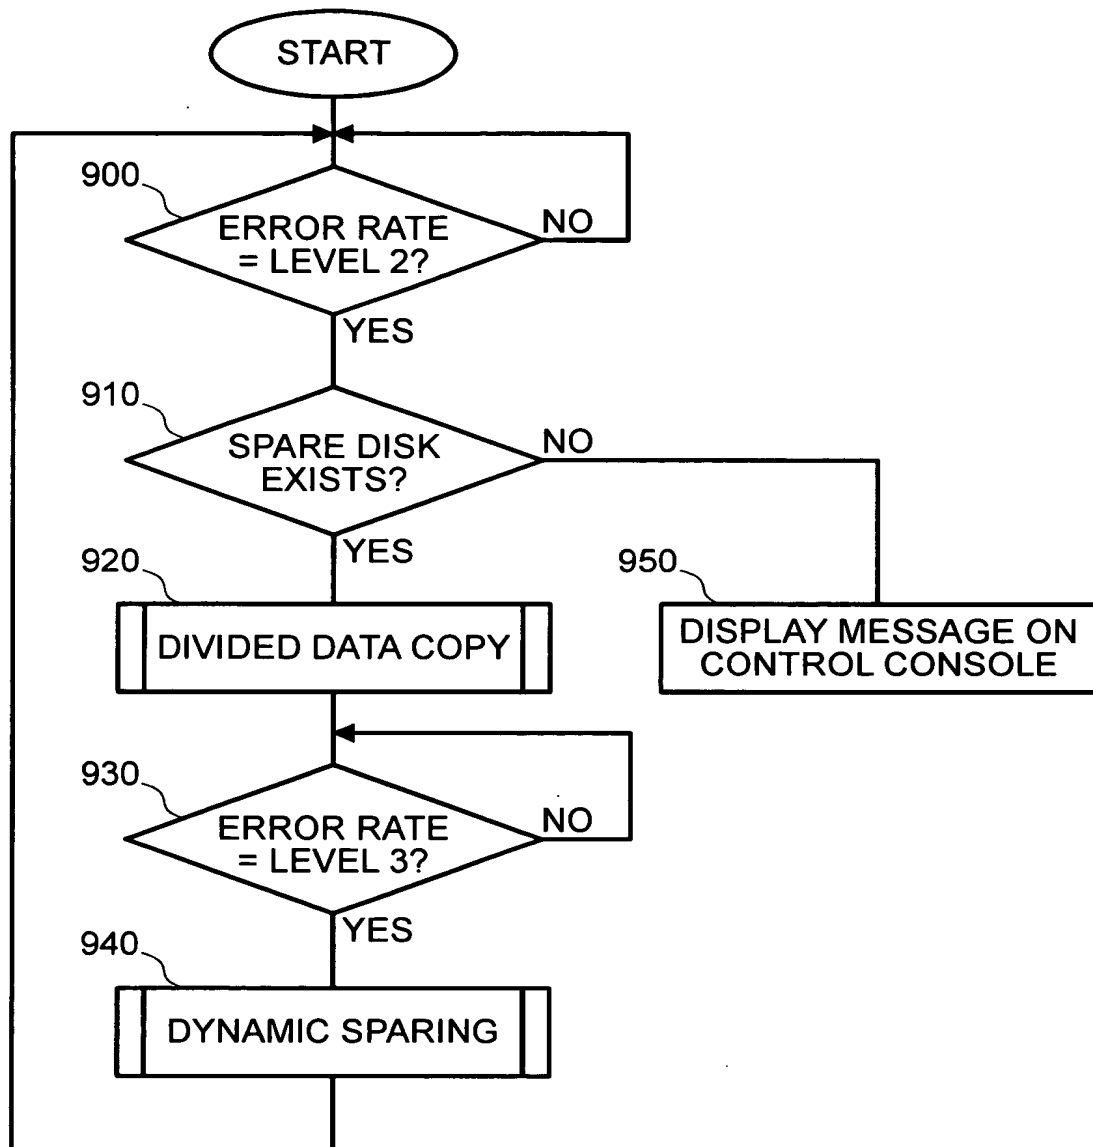 START
900
ERROR RATE
= LEVEL 2?
NO
YES
910
SPARE DISK
EXISTS?
NO
YES
920
DIVIDED DATA COPY
950
DISPLAY MESSAGE ON
CONTROL CONSOLE
930
ERROR RATE
= LEVEL 3?
NO
YES
940
DYNAMIC SPARING